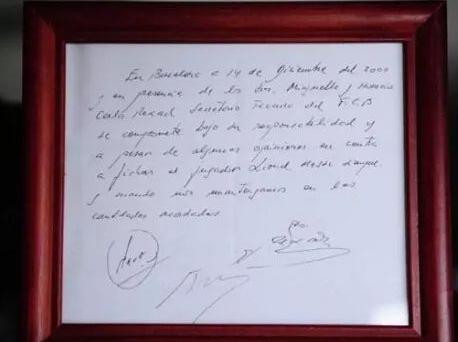 En Barcelona a 14 de Diciembre del 2000
y en presencia de los Srs. Minguella y Horacio
Carlo Rexach Secretario Tecnico del F.C.B
se compromete bajo su responsabilidad y
a pesar de algunas opiniones en contra
a fichar al jugador Lionel Messi siempre
y cuando nos mantengamos en las
cantidades acordadas.